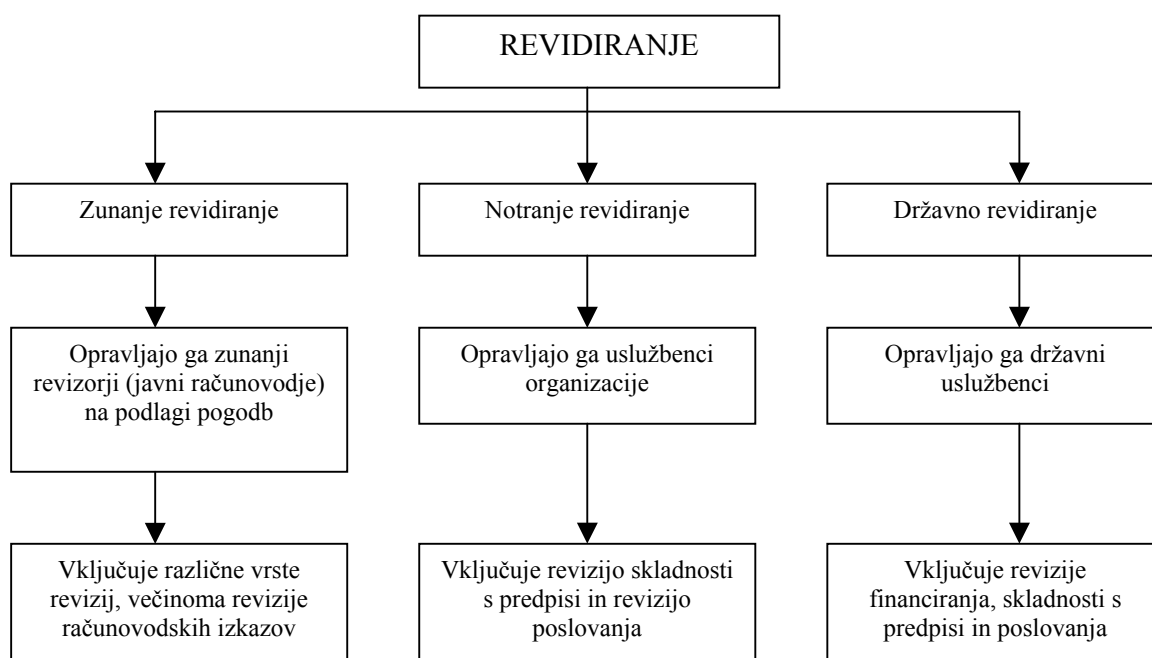 REVIDIRANJE
Zunanje revidiranje
Notranje revidiranje
Državno revidiranje
Opravljajo ga zunanji
revizorji (javni računovodje)
na podlagi pogodb
Opravljajo ga uslužbenci
organizacije
Opravljajo ga državni
uslužbenci
Vključuje različne vrste
revizij, večinoma revizije
računovodskih izkazov
Vključuje revizijo skladnosti
s predpisi in revizijo
poslovanja
Vključuje revizije
financiranja, skladnosti s
predpisi in poslovanja